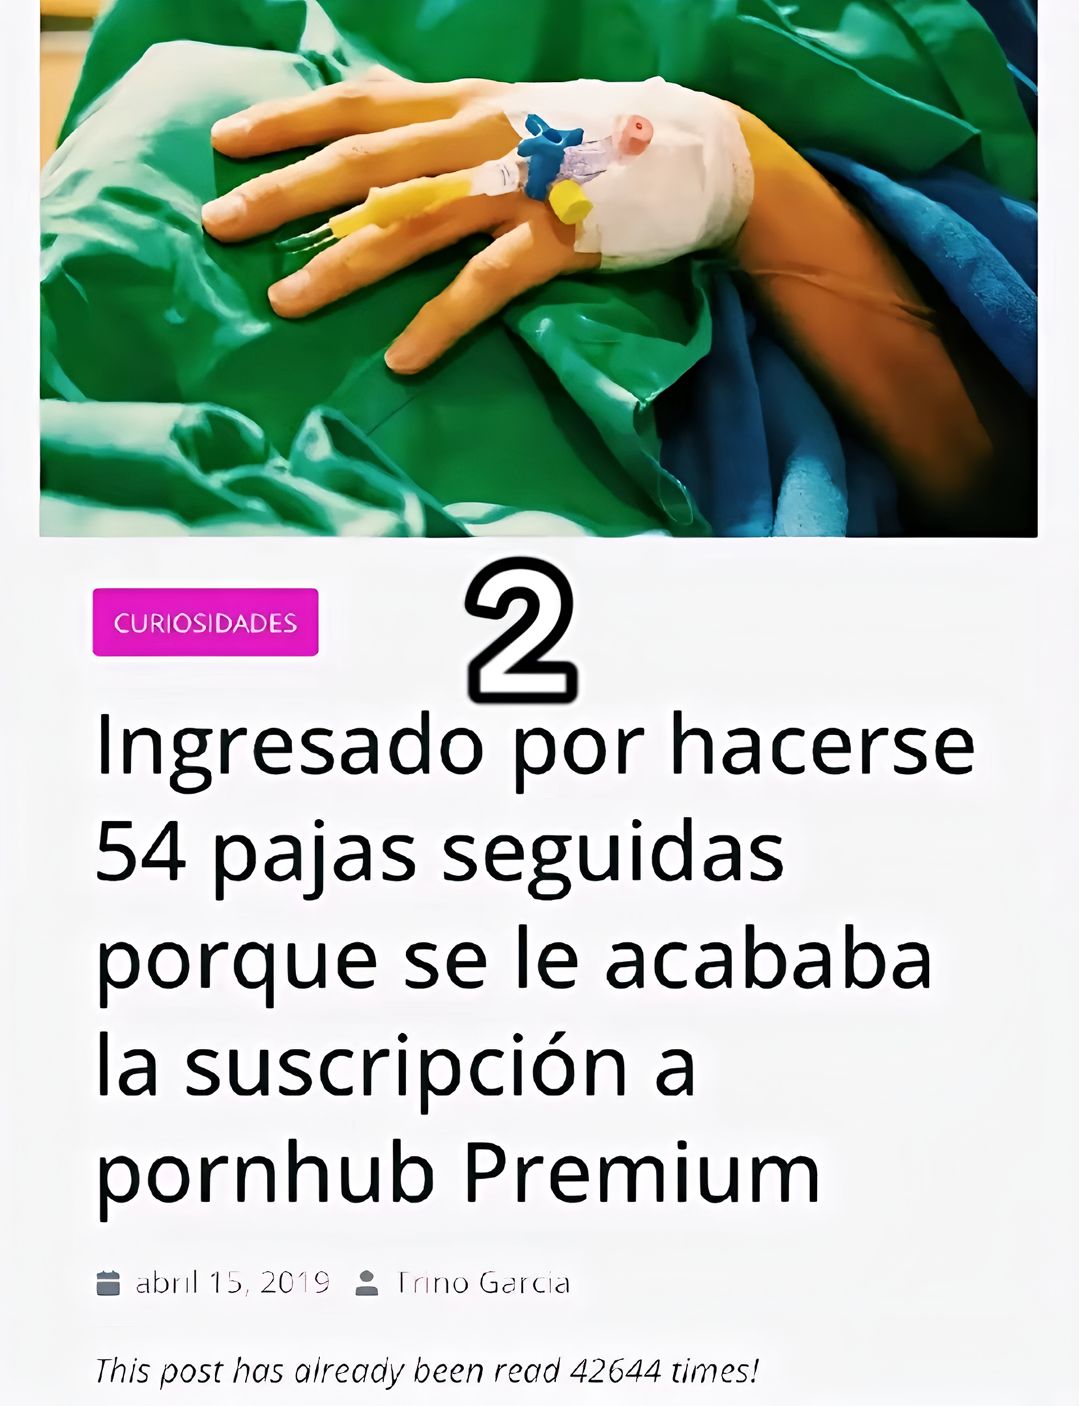 CURIOSIDADES
2
Ingresado por hacerse
54 pajas seguidas
porque se le acababa
la suscripción a
pornhub Premium
abril 15, 2019 Trino Garcia
This post has already been read 42644 times!